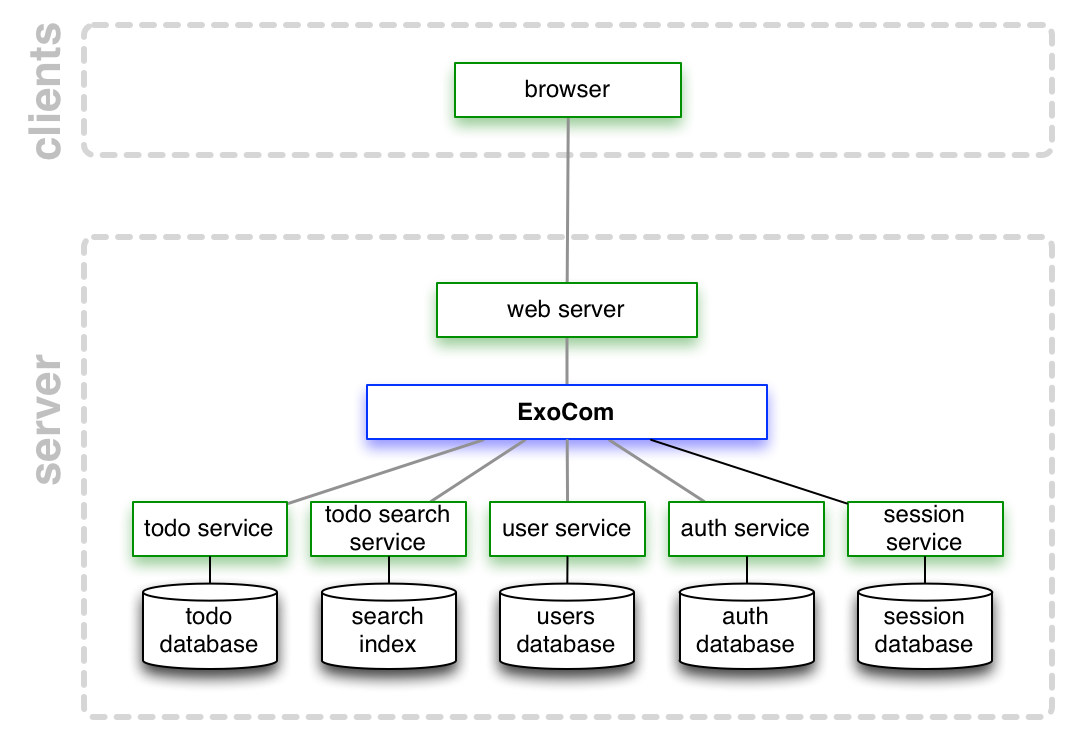 clients
browser
server
web server
ExoCom
todo service
todo search
service
user service
auth service
session
service
todo
database
search
index
users
database
auth
database
session
database